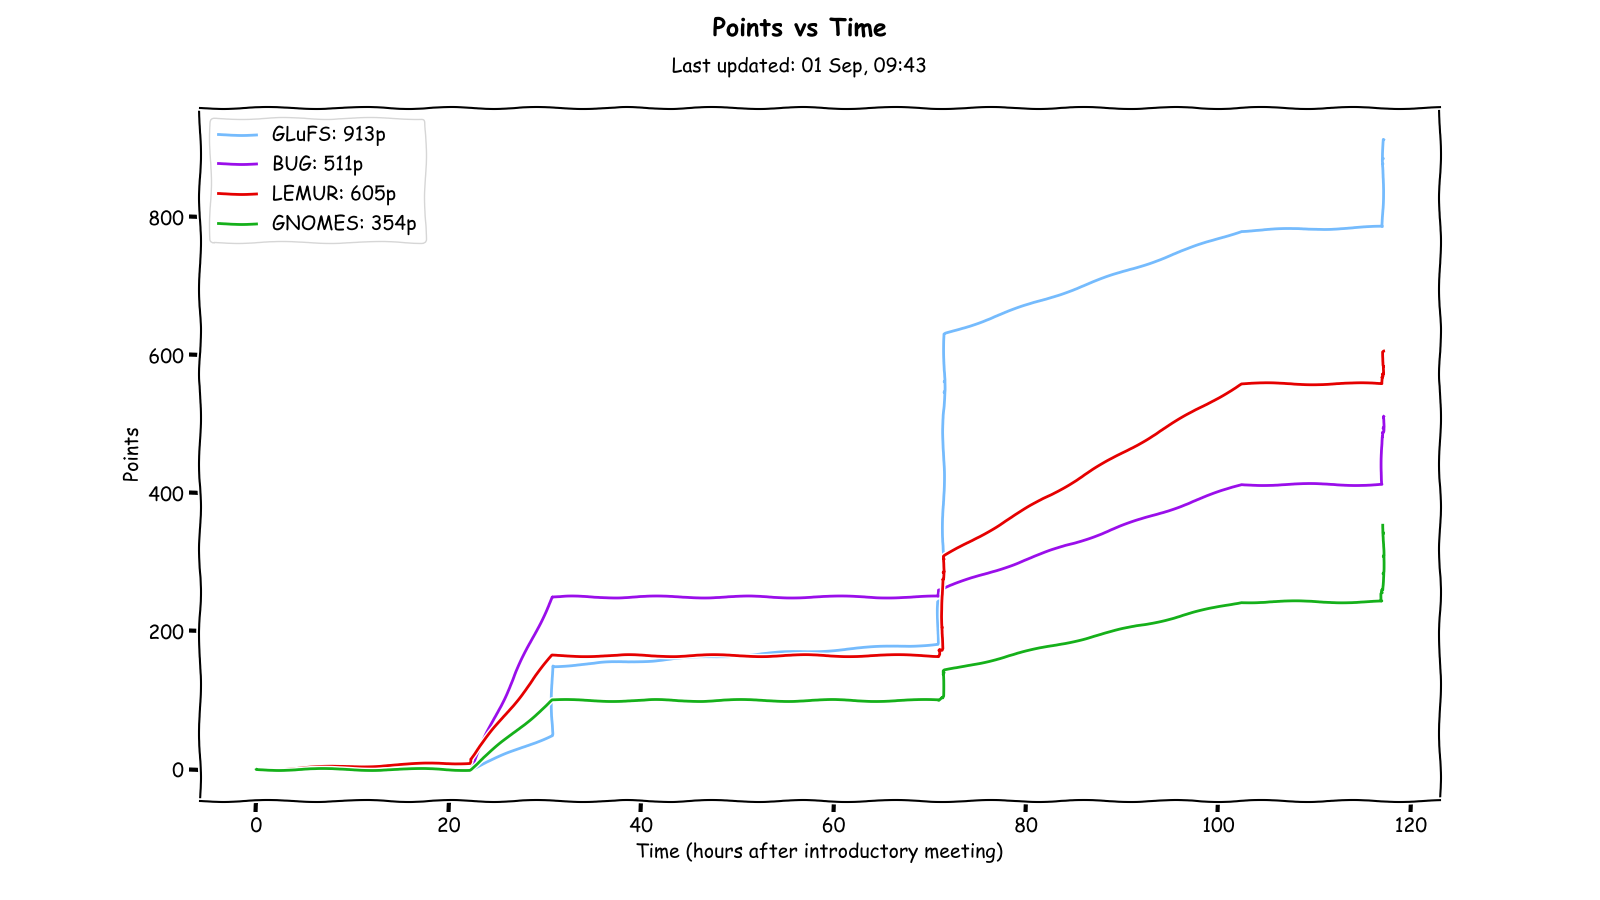 Points vs Time
Last updated: 01 Sep, 09:43
GLuFS: 913p
BUG: 511p
LEMUR: 605p
GNOMES: 354p
800
600
400
200
0
Points
0 20 40 60 80 100 120
Time (hours after introductory meeting)